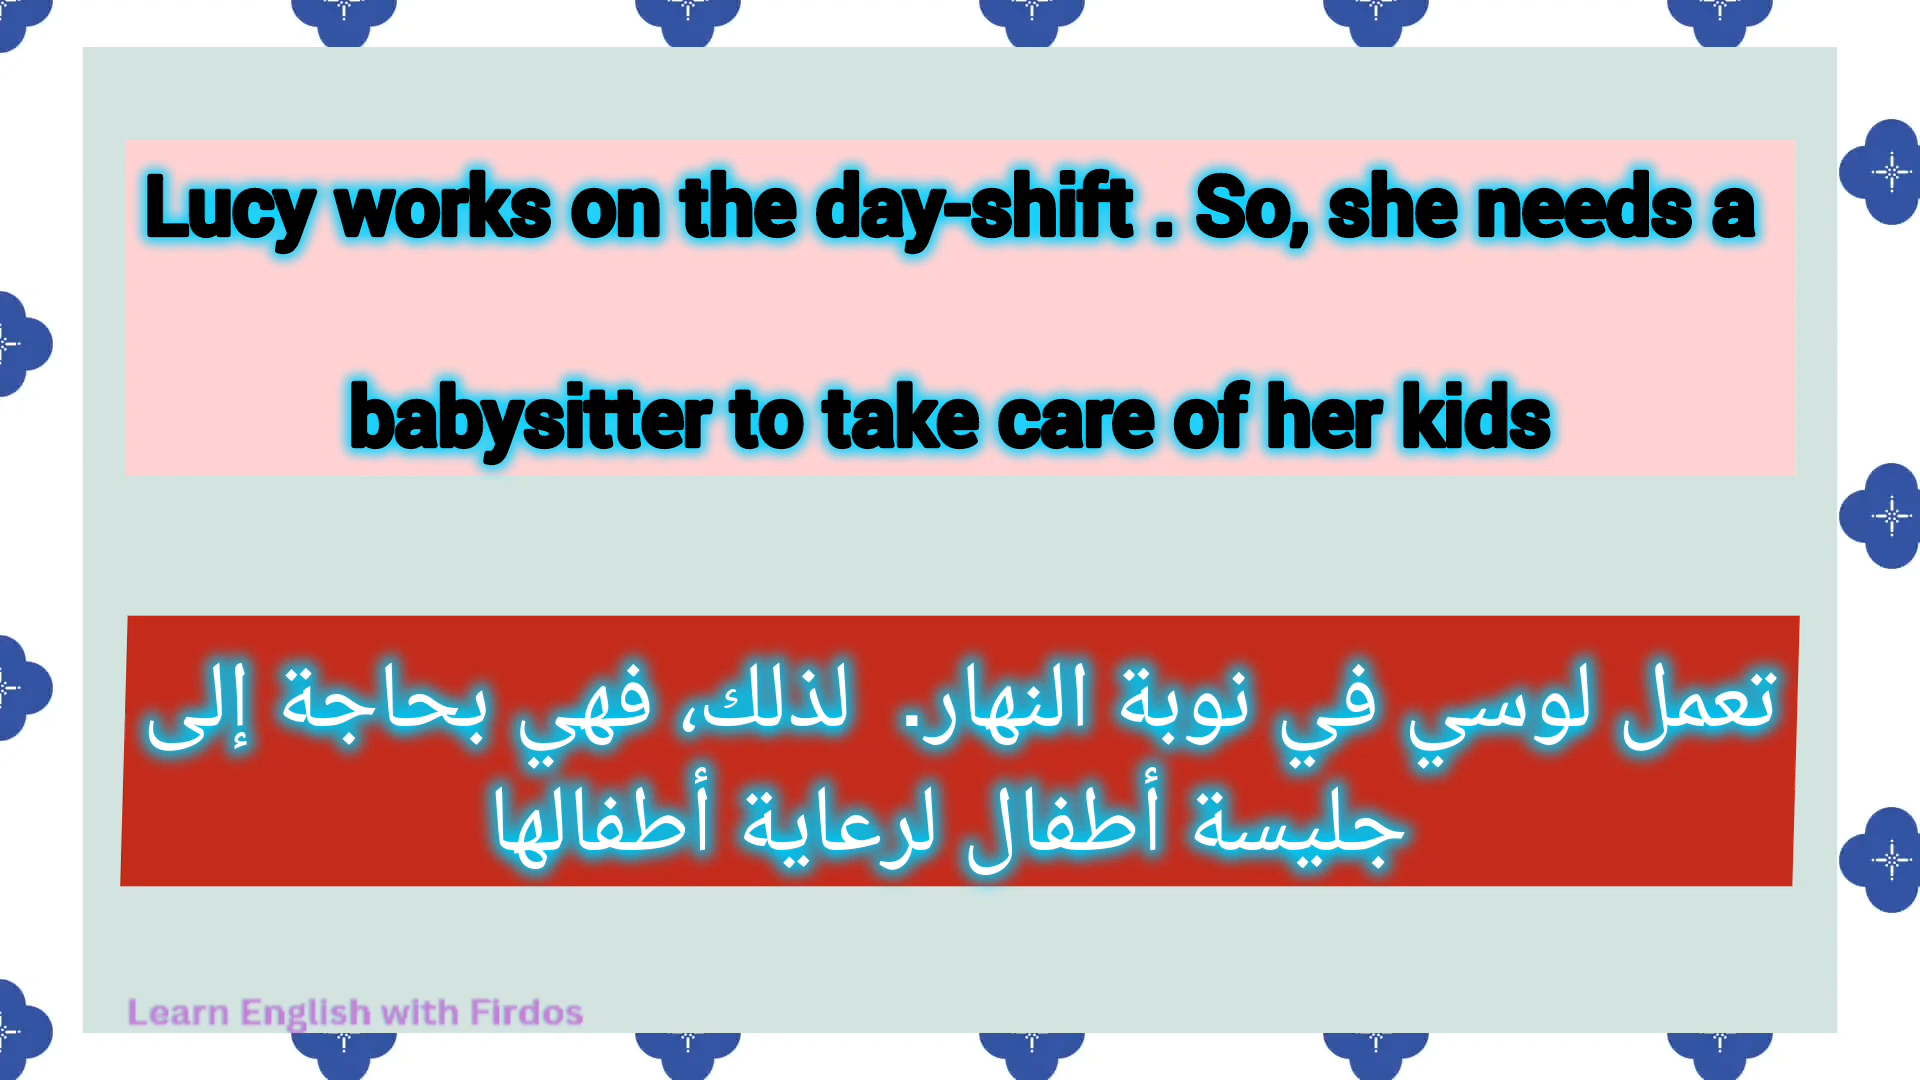 Lucy works on the day-shift . So, she needs a
babysitter to take care of her kids
تعمل لوسي في نوبة النهار.  لذلك، فهي بحاجة إلى
جليسة أطفال لرعاية أطفالها
Learn English with Firdos